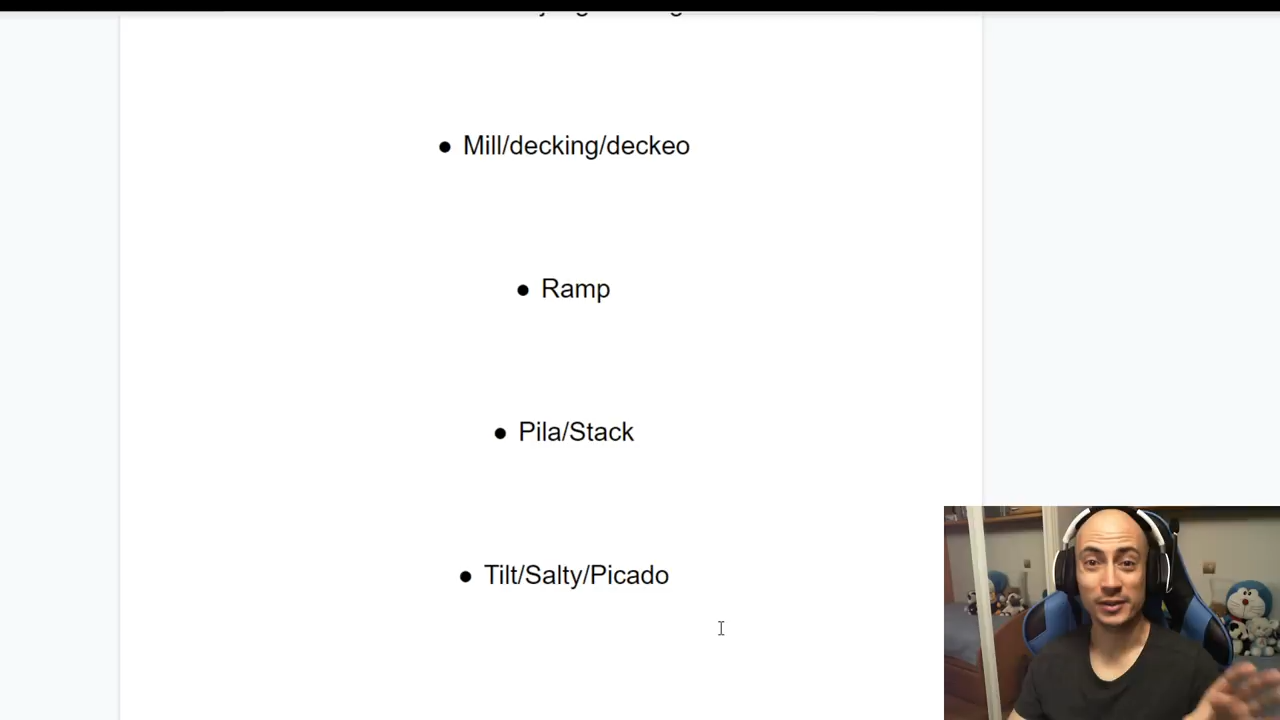 ● Mill/decking/deckeo
● Ramp
● Pila/Stack
● Tilt/Salty/Picado